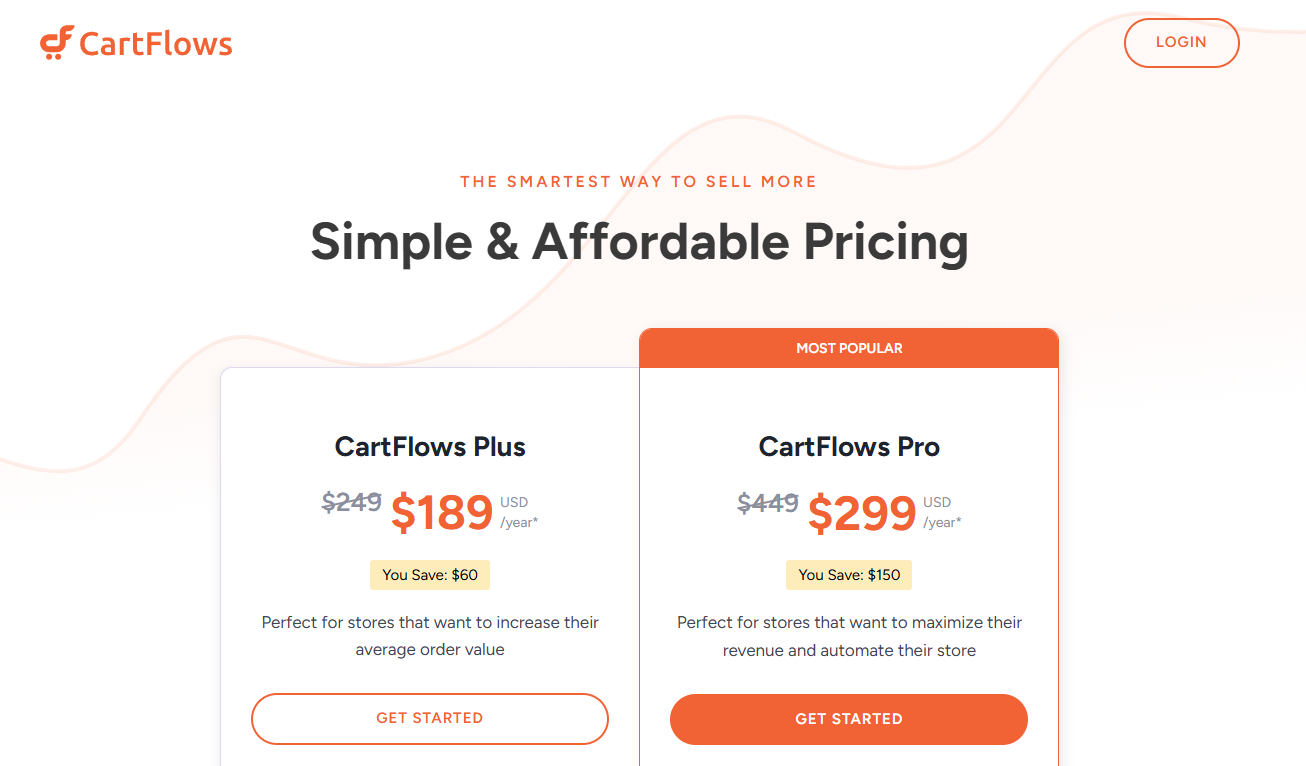 CartFlows
LOGIN
THE SMARTEST WAY TO SELL MORE
Simple & Affordable Pricing
MOST POPULAR
CartFlows Plus
$249 $189 USD
/year*
You Save: $60
Perfect for stores that want to increase their
average order value
GET STARTED
CartFlows Pro
$449 $299 USD
/year*
You Save: $150
Perfect for stores that want to maximize their
revenue and automate their store
GET STARTED